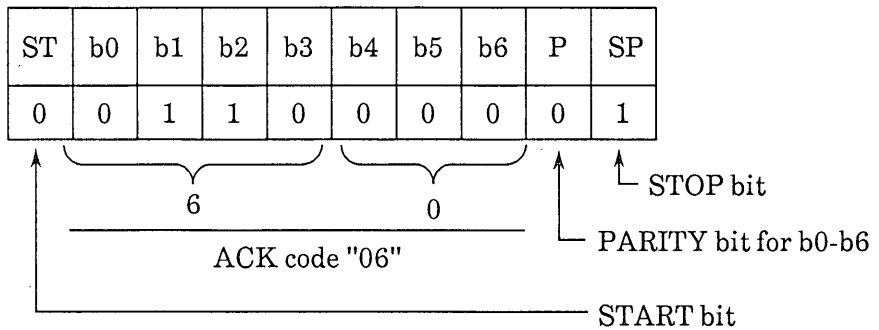 ST b0 b1 b2 b3 b4 b5 b6 P SP
0 0 1 1 0 0 0 0 0 1
6 0
STOP bit
PARITY bit for b0-b6
ACK code "06"
START bit